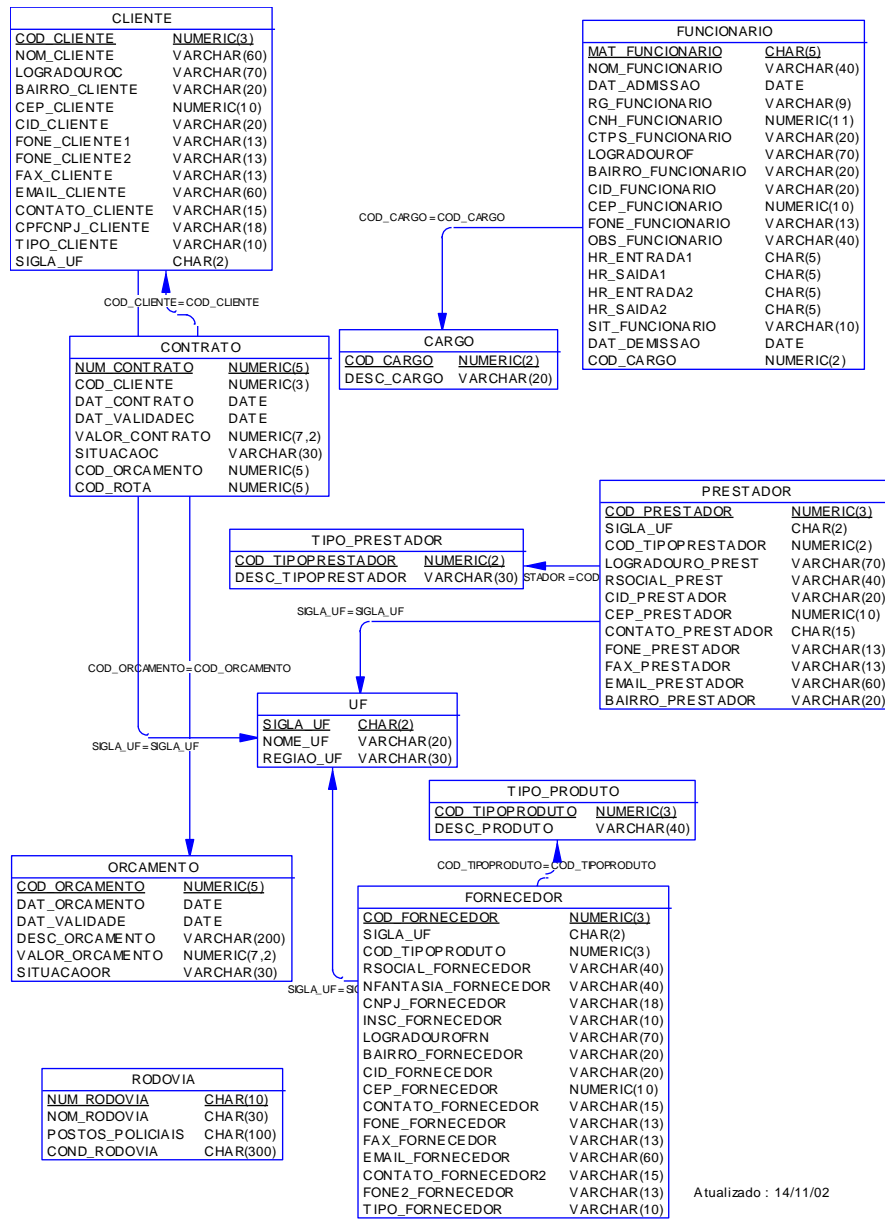 CLIENTE
COD_CLIENTE NUMERIC(3)
NOM_CLIENTE VARCHAR(60)
LOGRADOUROC VARCHAR(70)
BAIRRO_CLIENTE VARCHAR(20)
CEP_CLIENTE NUMERIC(10)
CID_CLIENTE VARCHAR(20)
FONE_CLIENTE1 VARCHAR(13)
FONE_CLIENTE2 VARCHAR(13)
FAX_CLIENTE VARCHAR(13)
EMAIL_CLIENTE VARCHAR(60)
CONTATO_CLIENTE VARCHAR(15)
CPFCNPJ_CLIENTE VARCHAR(18)
TIPO_CLIENTE VARCHAR(10)
SIGLA_UF CHAR(2)
FUNCIONARIO
MAT_FUNCIONARIO CHAR(5)
NOM_FUNCIONARIO VARCHAR(40)
DAT_ADMISSAO DATE
RG_FUNCIONARIO VARCHAR(9)
CNH_FUNCIONARIO NUMERIC(11)
CTPS_FUNCIONARIO VARCHAR(20)
LOGRADOUROF VARCHAR(70)
BAIRRO_FUNCIONARIO VARCHAR(20)
CID_FUNCIONARIO VARCHAR(20)
CEP_FUNCIONARIO NUMERIC(10)
FONE_FUNCIONARIO VARCHAR(13)
OBS_FUNCIONARIO VARCHAR(40)
HR_ENTRADA1 CHAR(5)
HR_SAIDA1 CHAR(5)
HR_ENTRADA2 CHAR(5)
HR_SAIDA2 CHAR(5)
SIT_FUNCIONARIO VARCHAR(10)
DAT_DEMISSAO DATE
COD_CARGO NUMERIC(2)
COD_CARGO=COD_CARGO
COD_CLIENTE=COD_CLIENTE
CARGO
COD_CARGO NUMERIC(2)
DESC_CARGO VARCHAR(20)
CONTRATO
NUM_CONTRATO NUMERIC(5)
COD_CLIENTE NUMERIC(3)
DAT_CONTRATO DATE
DAT_VALIDADEC DATE
VALOR_CONTRATO NUMERIC(7,2)
SITUACAOC VARCHAR(30)
COD_ORCAMENTO NUMERIC(5)
COD_ROTA NUMERIC(5)
PRESTADOR
COD_PRESTADOR NUMERIC(3)
SIGLA_UF CHAR(2)
COD_TIPOPRESTADOR NUMERIC(2)
LOGRADOURO_PREST VARCHAR(70)
RSOCIAL_PREST VARCHAR(40)
CID_PRESTADOR VARCHAR(20)
CEP_PRESTADOR NUMERIC(10)
CONTATO_PRESTADOR CHAR(15)
FONE_PRESTADOR VARCHAR(13)
FAX_PRESTADOR VARCHAR(13)
EMAIL_PRESTADOR VARCHAR(60)
BAIRRO_PRESTADOR VARCHAR(20)
TIPO_PRESTADOR
COD_TIPOPRESTADOR NUMERIC(2)
DESC_TIPOPRESTADOR VARCHAR(30)
STADOR=COD
SIGLA_UF=SIGLA_UF
COD_ORCAMENTO=COD_ORCAMENTO
UF
SIGLA_UF CHAR(2)
NOME_UF VARCHAR(20)
REGIAO_UF VARCHAR(30)
SIGLA_UF=SIGLA_UF
TIPO_PRODUTO
COD_TIPOPRODUTO NUMERIC(3)
DESC_PRODUTO VARCHAR(40)
COD_TIPOPRODUTO=COD_TIPOPRODUTO
ORCAMENTO
COD_ORCAMENTO NUMERIC(5)
DAT_ORCAMENTO DATE
DAT_VALIDADE DATE
DESC_ORCAMENTO VARCHAR(200)
VALOR_ORCAMENTO NUMERIC(7,2)
SITUACAOOR VARCHAR(30)
FORNECEDOR
COD_FORNECEDOR NUMERIC(3)
SIGLA_UF CHAR(2)
COD_TIPOPRODUTO NUMERIC(3)
RSOCIAL_FORNECEDOR VARCHAR(40)
NFANTASIA_FORNECEDOR VARCHAR(40)
CNPJ_FORNECEDOR VARCHAR(18)
INSC_FORNECEDOR VARCHAR(10)
LOGRADOUROFRN VARCHAR(70)
BAIRRO_FORNECEDOR VARCHAR(20)
CID_FORNECEDOR VARCHAR(20)
CEP_FORNECEDOR NUMERIC(10)
CONTATO_FORNECEDOR VARCHAR(15)
FONE_FORNECEDOR VARCHAR(13)
FAX_FORNECEDOR VARCHAR(13)
EMAIL_FORNECEDOR VARCHAR(60)
CONTATO_FORNECEDOR2 VARCHAR(15)
FONE2_FORNECEDOR VARCHAR(13)
TIPO_FORNECEDOR VARCHAR(10)
SIGLA_UF=SIG
RODOVIA
NUM_RODOVIA CHAR(10)
NOM_RODOVIA CHAR(30)
POSTOS_POLICIAIS CHAR(100)
COND_RODOVIA CHAR(300)
Atualizado : 14/11/02